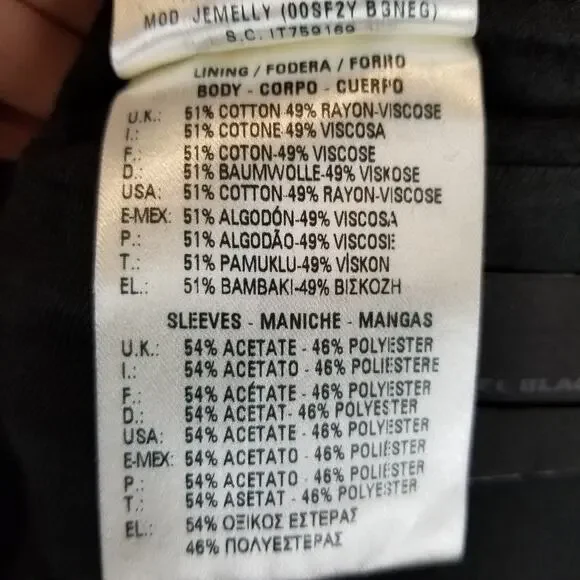 MOD JEMELLY (00SF2Y BGNEG)
S.C. IT759169
LINING / FODERA / FORRO
BODY - CORPO - CUERPO
U.K.: 51% COTTON-49% RAYON-VISCOSE
I.: 51% COTONE-49% VISCOSA
F.: 51% COTON-49% VISCOSE
D.: 51% BAUMWOLLE-49% VISKOSE
USA: 51% COTTON-49% RAYON-VISCOSE
E-MEX: 51% ALGODÓN-49% VISCOSA
P.: 51% ALGODÃO-49% VISCOSE
T.: 51% PAMUKLU-49% VİSKON
EL.: 51% BAMBAKI-49% ΒΙΣΚΟΖΗ
SLEEVES - MANICHE - MANGAS
U.K.: 54% ACETATE - 46% POLYESTER
I.: 54% ACETATO - 46% POLIESTERE
F.: 54% ACÉTATE - 46% POLYESTER
D.: 54% ACETAT- 46% POLYESTER
USA: 54% ACETATE - 46% POLYESTER
E-MEX: 54% ACETATO - 46% POLIÉSTER
P.: 54% ACETATO - 46% POLIÉSTER
T.: 54% ASETAT - 46% POLYESTER
EL.: 54% ΟΞΙΚΟΣ ΕΣΤΕΡΑΣ
46% ΠΟΛΥΕΣΤΕΡΑΣ